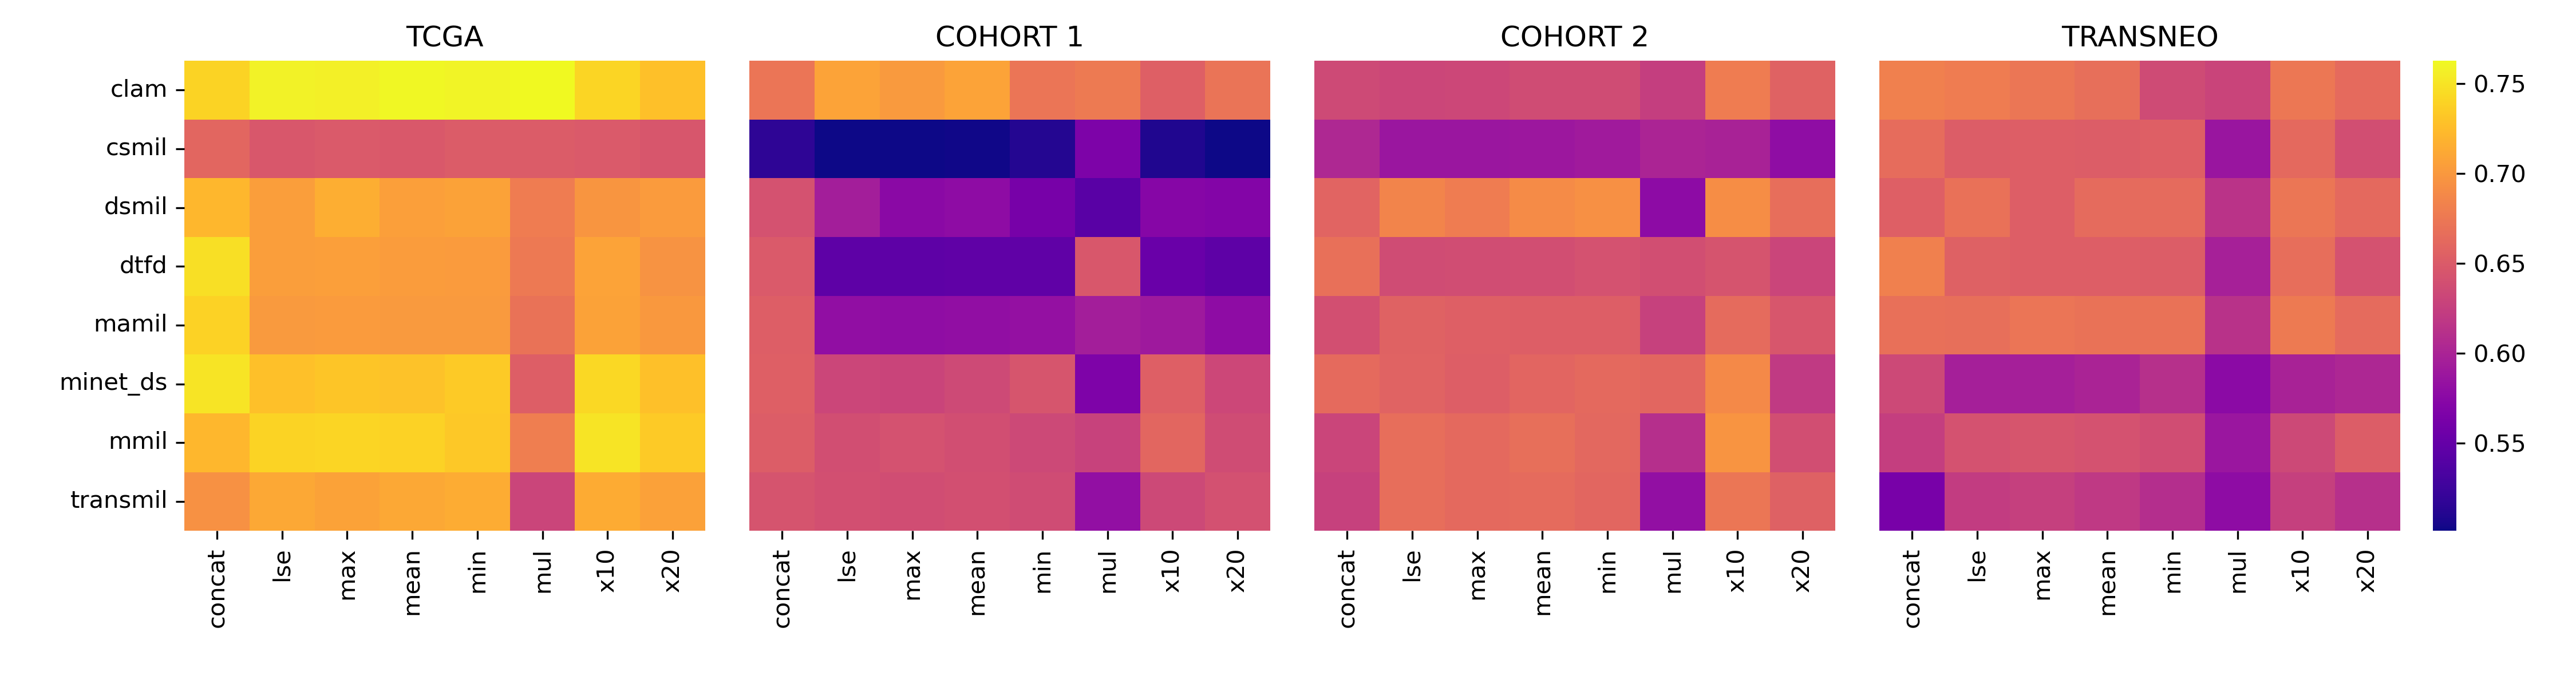 TCGA
COHORT 1
COHORT 2
TRANSNEO
clam
csmil
dsmil
dtfd
mamil
minet_ds
mmil
transmil
concat
lse
max
mean
min
mul
x10
x20
concat
lse
max
mean
min
mul
x10
x20
concat
lse
max
mean
min
mul
x10
x20
concat
lse
max
mean
min
mul
x10
x20
0.75
0.70
0.65
0.60
0.55